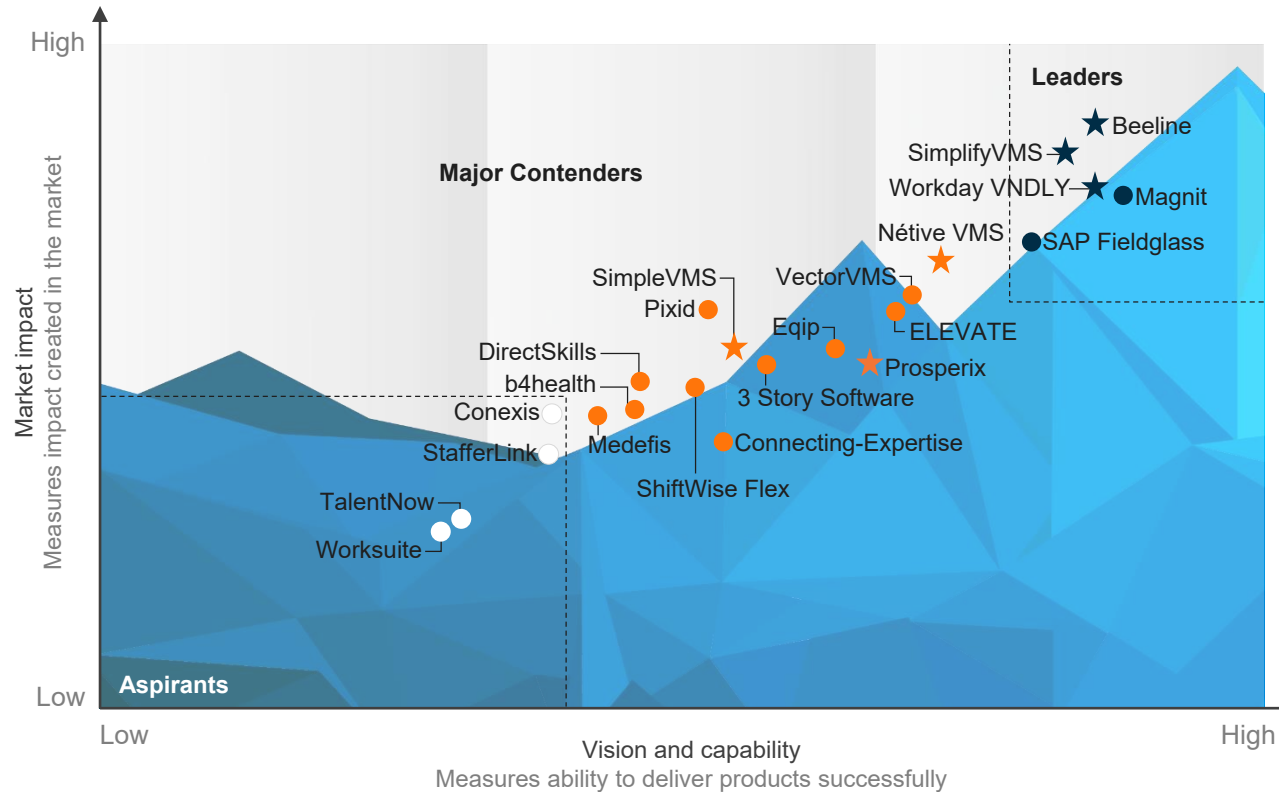 High
Leaders
Beeline
SimplifyVMS
Major Contenders
Workday VNDLY
Magnit
Nétive VMS
SAP Fieldglass
SimpleVMS
VectorVMS
Pixid
Eqip
ELEVATE
DirectSkills
Prosperix
b4health
3 Story Software
Conexis
Medefis
Connecting-Expertise
StafferLink
ShiftWise Flex
TalentNow
Worksuite
Market impact
Measures impact created in the market
Aspirants
Low
Low
High
Vision and capability
Measures ability to deliver products successfully